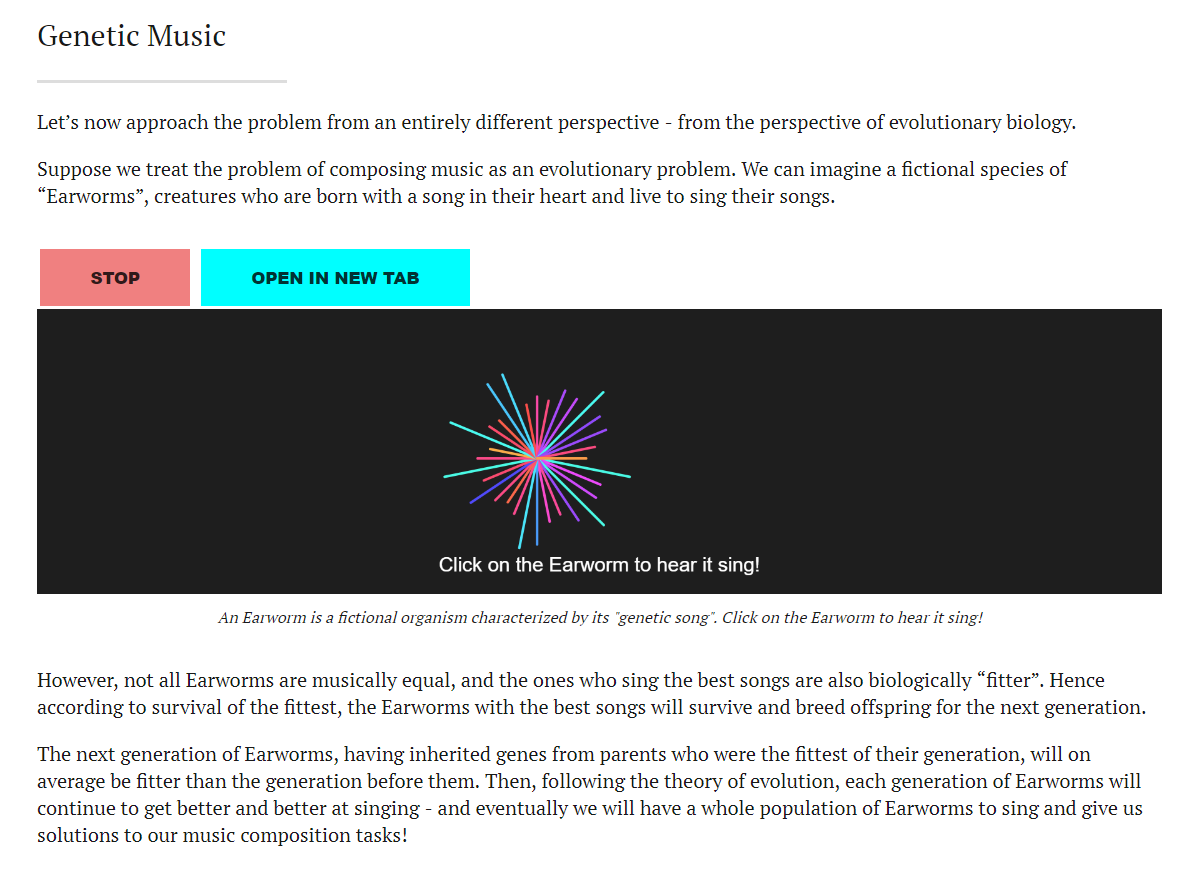 Genetic Music
Let’s now approach the problem from an entirely different perspective - from the perspective of evolutionary biology.
Suppose we treat the problem of composing music as an evolutionary problem. We can imagine a fictional species of
“Earworms”, creatures who are born with a song in their heart and live to sing their songs.
STOP
OPEN IN NEW TAB
Click on the Earworm to hear it sing!
An Earworm is a fictional organism characterized by its "genetic song". Click on the Earworm to hear it sing!
However, not all Earworms are musically equal, and the ones who sing the best songs are also biologically “fitter”. Hence
according to survival of the fittest, the Earworms with the best songs will survive and breed offspring for the next generation.
The next generation of Earworms, having inherited genes from parents who were the fittest of their generation, will on
average be fitter than the generation before them. Then, following the theory of evolution, each generation of Earworms will
continue to get better and better at singing - and eventually we will have a whole population of Earworms to sing and give us
solutions to our music composition tasks!